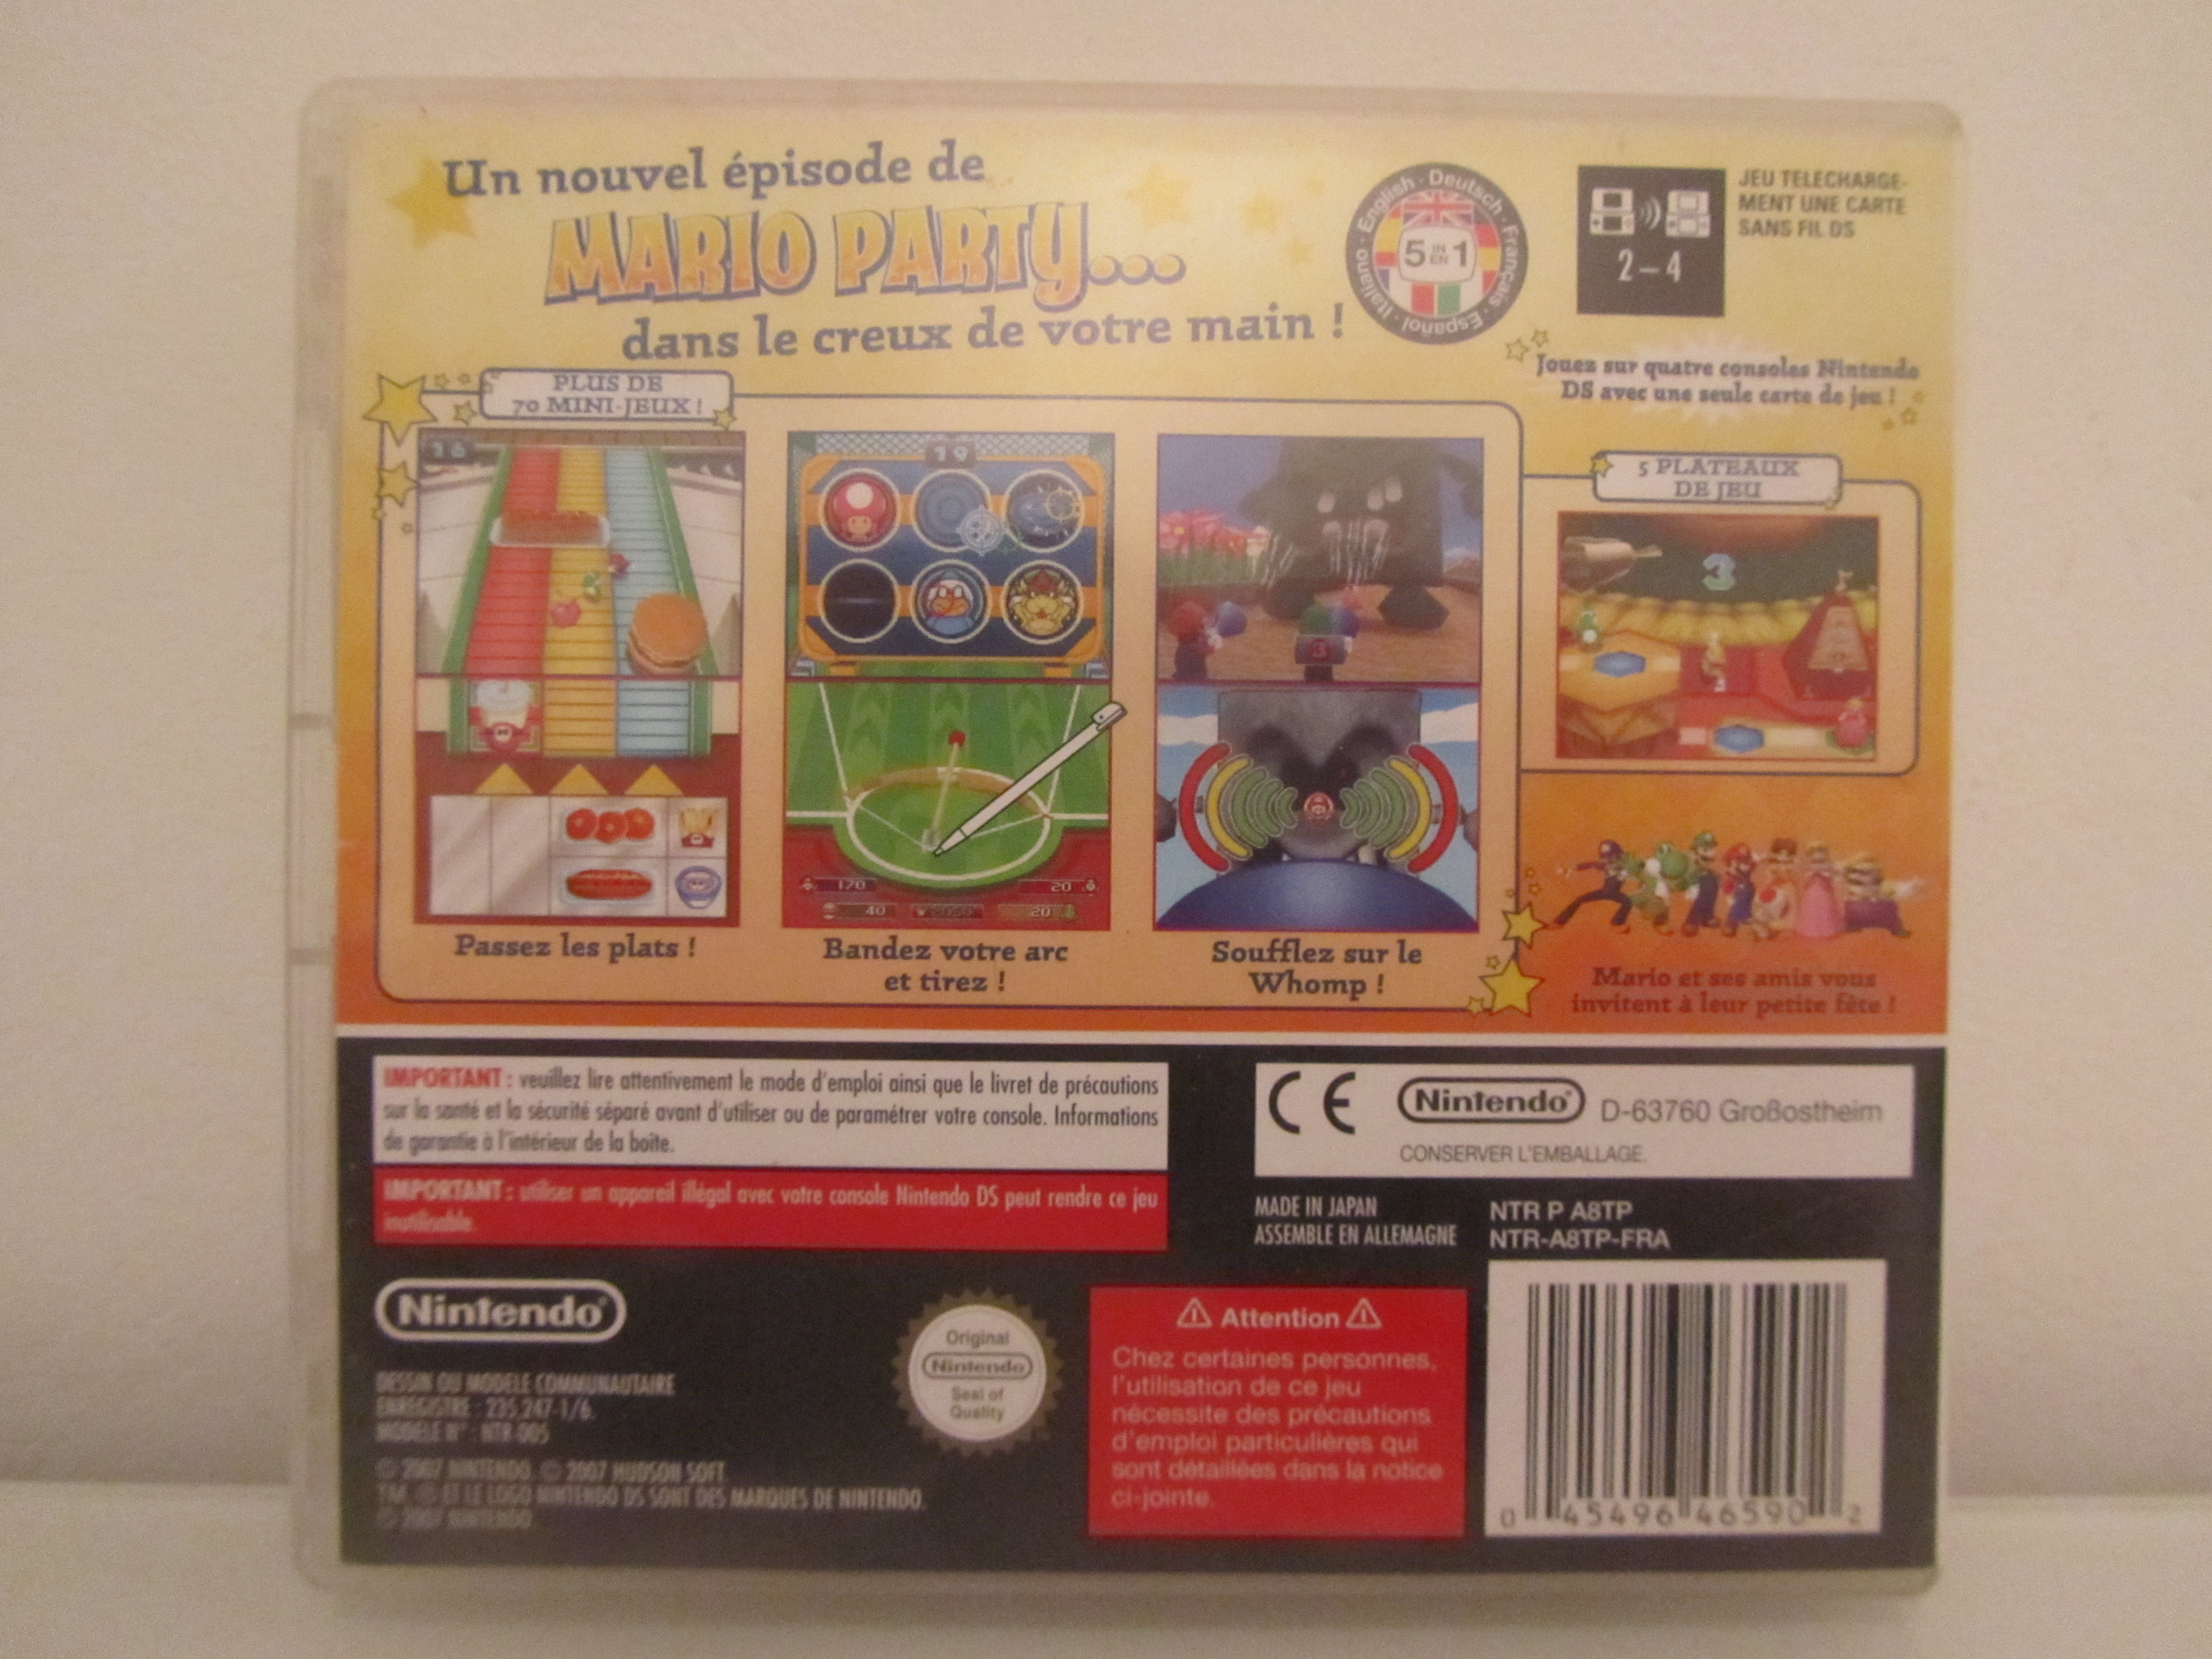 Un nouvel épisode de
MARIO PARTY...
dans le creux de votre main !
English · Deutsch · Français · Espanol · Italiano ·
5 IN EN 1
2 – 4
JEU TELECHARGE-
MENT UNE CARTE
SANS FIL DS
Jouez sur quatre consoles Nintendo
DS avec une seule carte de jeu !
PLUS DE
70 MINI-JEUX !
16
19
3
170
20
40
20
Passez les plats !
Bandez votre arc
et tirez !
Soufflez sur le
Whomp !
5 PLATEAUX
DE JEU
3
Mario et ses amis vous
invitent à leur petite fête !
IMPORTANT : veuillez lire attentivement le mode d'emploi ainsi que le livret de précautions
sur la santé et la sécurité séparé avant d'utiliser ou de paramétrer votre console. Informations
de garantie à l'intérieur de la boîte.
IMPORTANT : utiliser un appareil illégal avec votre console Nintendo DS peut rendre ce jeu
inutilisable.
CE Nintendo® D-63760 Großostheim
CONSERVER L'EMBALLAGE.
MADE IN JAPAN
ASSEMBLE EN ALLEMAGNE
NTR P A8TP
NTR-A8TP-FRA
Nintendo®
DESSIN OU MODELE COMMUNAUTAIRE
ENREGISTRE : 235.247-1/6.
MODELE N° : NTR-005
© 2007 NINTENDO. © 2007 HUDSON SOFT.
TM, ® ET LE LOGO NINTENDO DS SONT DES MARQUES DE NINTENDO.
© 2007 NINTENDO.
Original
Nintendo
Seal of
Quality
⚠ Attention ⚠
Chez certaines personnes,
l'utilisation de ce jeu
nécessite des précautions
d'emploi particulières qui
sont détaillées dans la notice
ci-jointe.
0 45496 46590 2